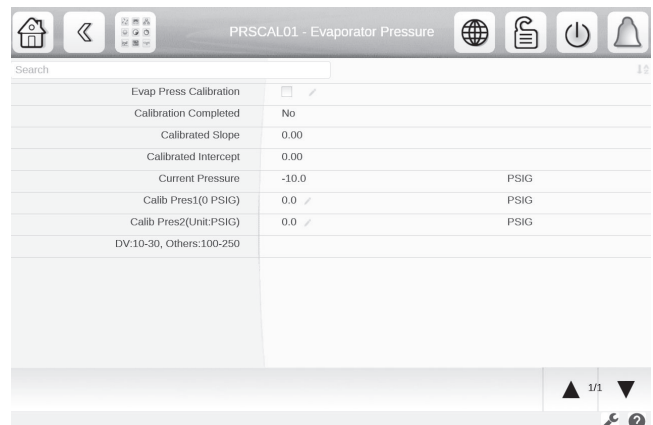 PRSCAL01 - Evaporator Pressure
Search
Evap Press Calibration
Calibration Completed No
Calibrated Slope 0.00
Calibrated Intercept 0.00
Current Pressure -10.0 PSIG
Calib Pres1(0 PSIG) 0.0 PSIG
Calib Pres2(Unit:PSIG) 0.0 PSIG
DV:10-30, Others:100-250
1/1
?